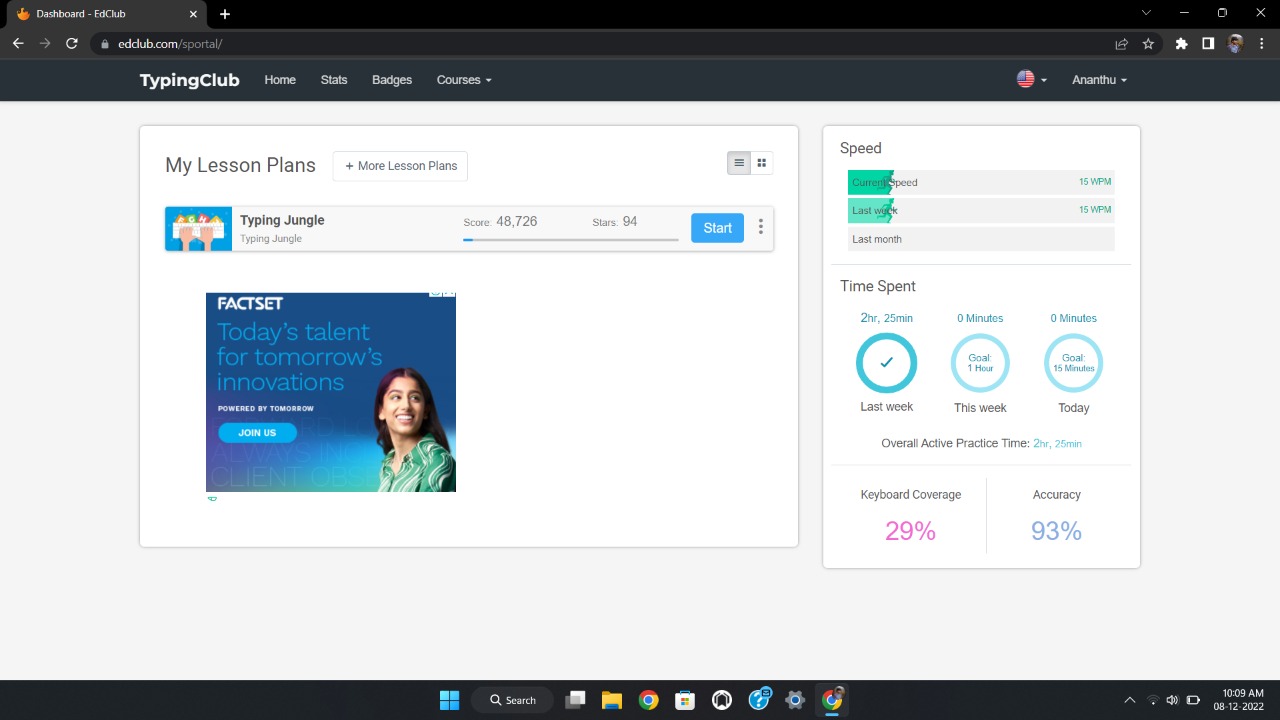 Dashboard - EdClub
edclub.com/sportal/
TypingClub Home Stats Badges Courses Ananthu
My Lesson Plans + More Lesson Plans
Typing Jungle
Typing Jungle
Score: 48,726 Stars: 94 Start
FACTSET
Today's talent
for tomorrow's
innovations
POWERED BY TOMORROW
JOIN US
ALWAYS IN
CLIENT OBS
Speed
Current Speed 15 WPM
Last week 15 WPM
Last month
Time Spent
2hr, 25min 0 Minutes 0 Minutes
Goal: Goal:
1 Hour 15 Minutes
Last week This week Today
Overall Active Practice Time: 2hr, 25min
Keyboard Coverage Accuracy
29% 93%
Search
10:09 AM
08-12-2022